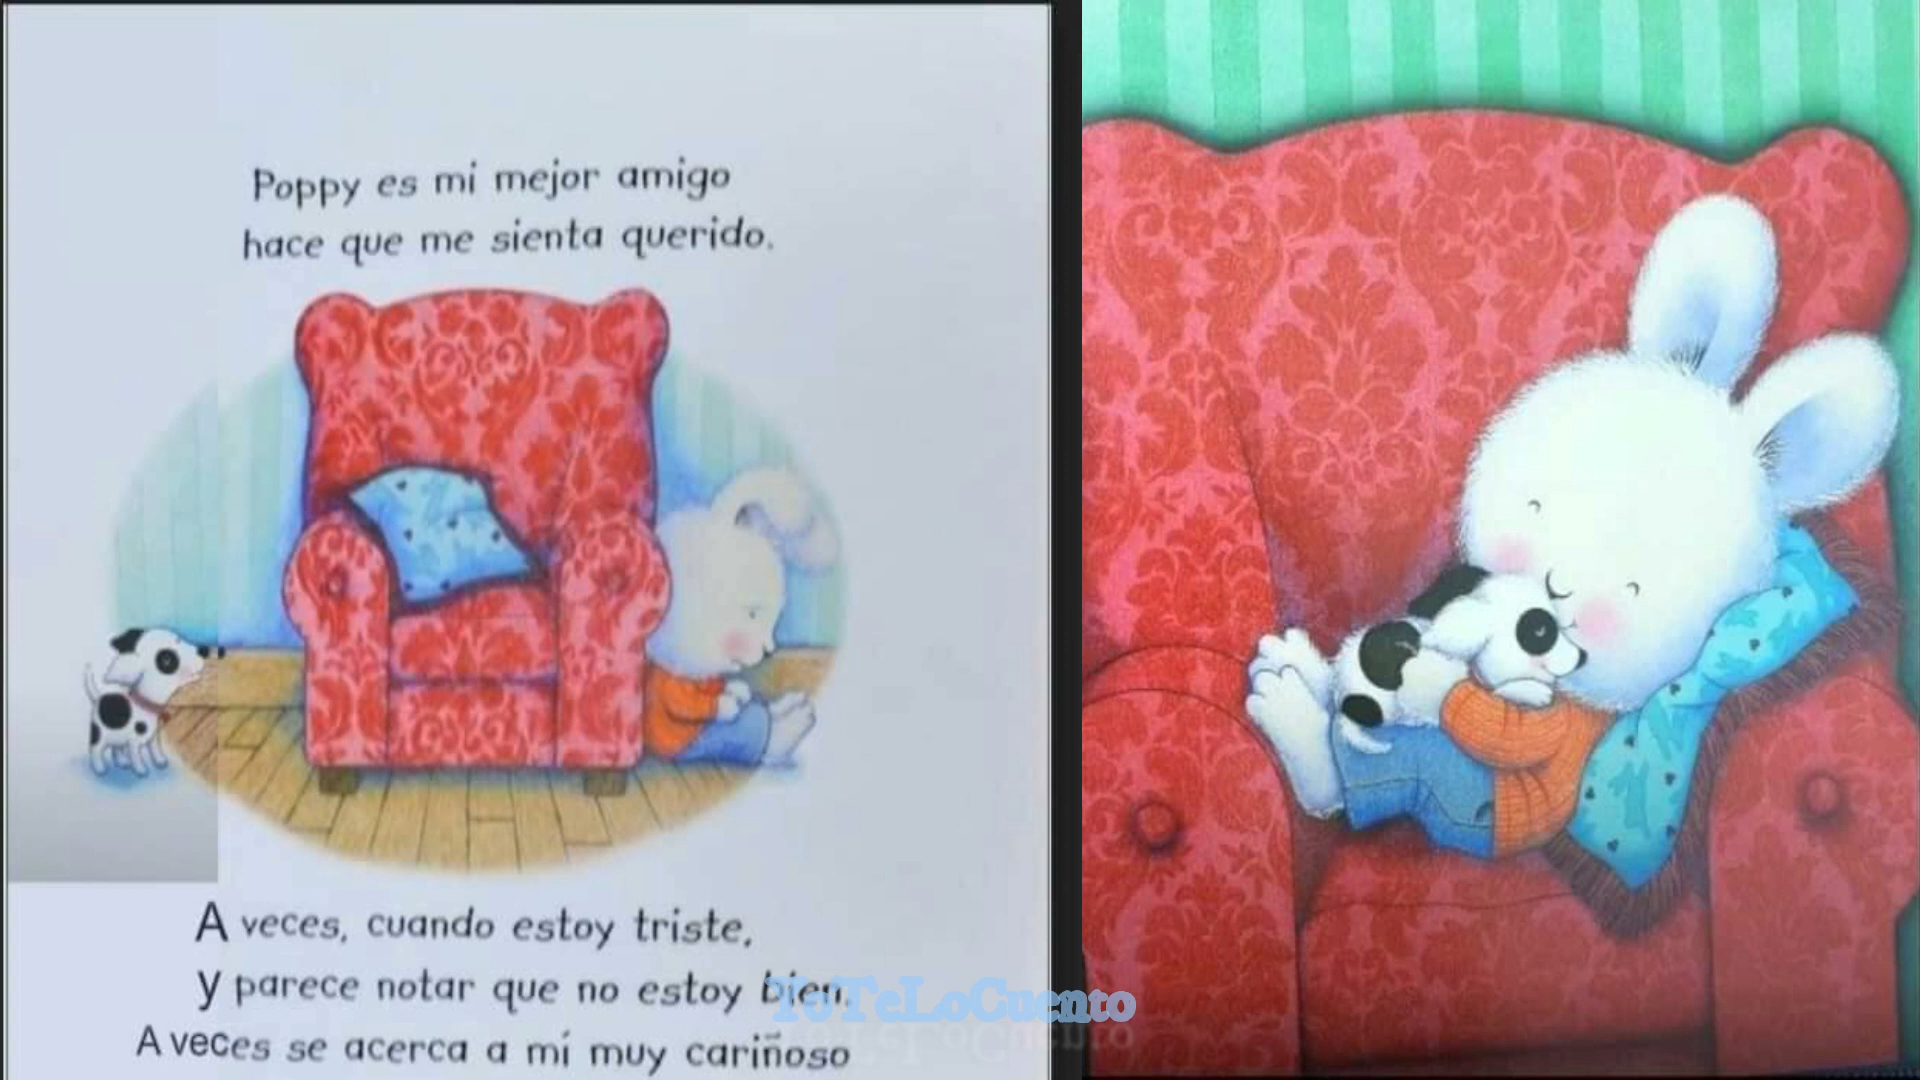 Poppy es mi mejor amigo
hace que me sienta querido.
A veces, cuando estoy triste,
y parece notar que no estoy bien.
A veces se acerca a mí muy cariñoso
YoTeLoCuento